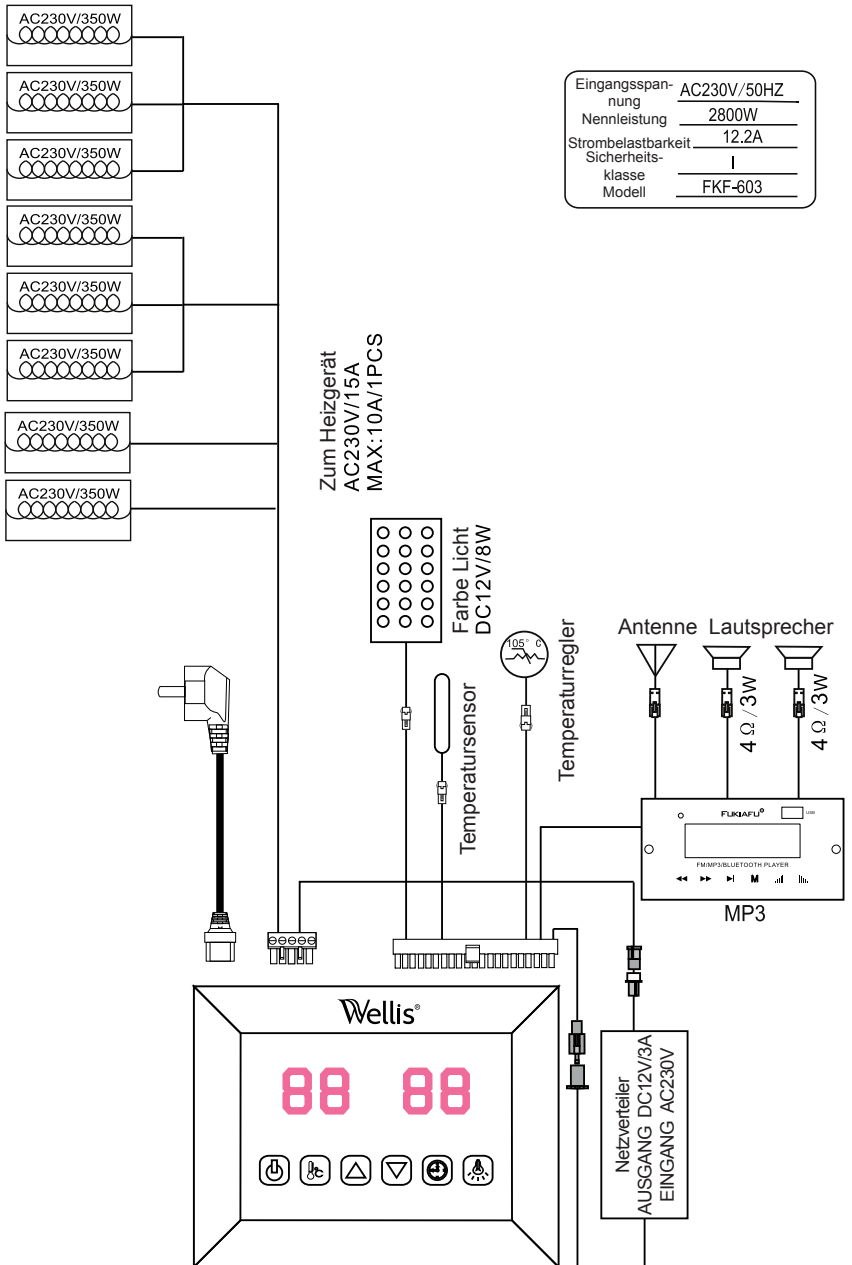 AC230V/350W
AC230V/350W
AC230V/350W
AC230V/350W
AC230V/350W
AC230V/350W
AC230V/350W
AC230V/350W
Eingangsspan-
nung AC230V/50HZ
Nennleistung 2800W
Strombelastbarkeit 12.2A
Sicherheits-
klasse I
Modell FKF-603
Zum Heizgerät
AC230V/15A
MAX:10A/1PCS
Farbe Licht
DC12V/8W
Temperatursensor
105° C
Temperaturregler
Antenne Lautsprecher
4 Ω/3W
4 Ω/3W
FUKIAFU®
USB
FM/MP3/BLUETOOTH PLAYER
M
MP3
Wellis®
88 88
°C
Netzverteiler
AUSGANG DC12V/3A
EINGANG AC230V